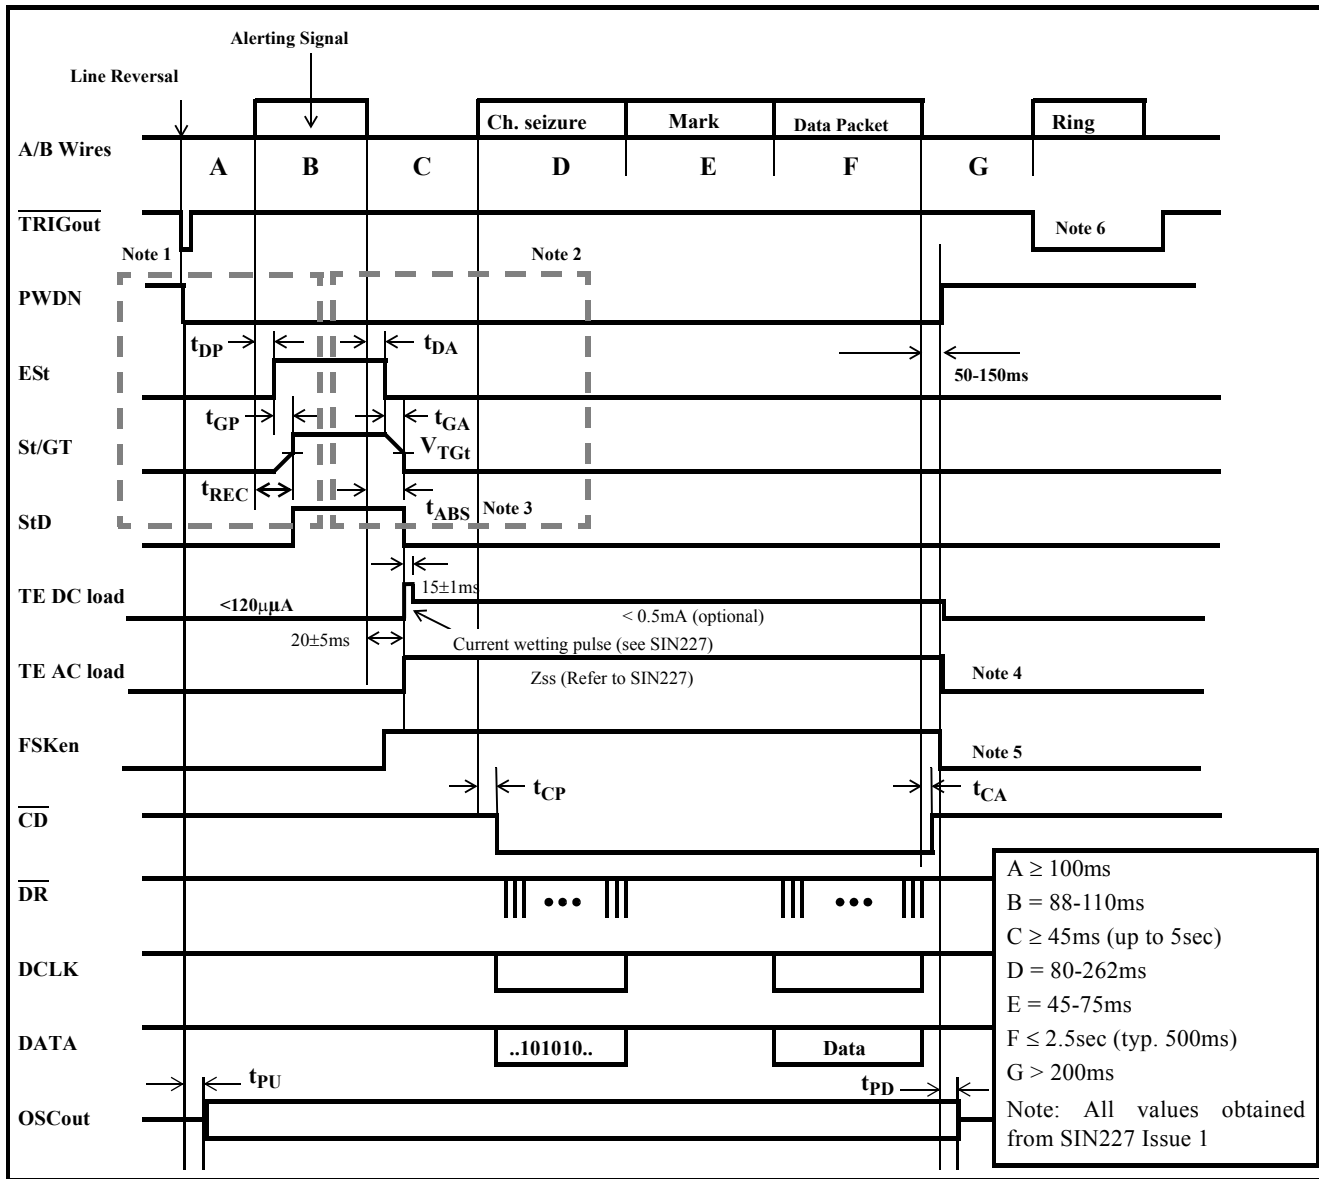 Alerting Signal
Line Reversal
A/B Wires
Ch. seizure
Mark
Data Packet
Ring
A
B
C
D
E
F
G
TRIGout
Note 6
Note 1
Note 2
PWDN
tDP
tDA
ESt
50-150ms
tGP
tGA
St/GT
VTGt
tREC
tABS
Note 3
StD
15±1ms
TE DC load
<120µµA
< 0.5mA (optional)
20±5ms
Current wetting pulse (see SIN227)
TE AC load
Zss (Refer to SIN227)
Note 4
FSKen
Note 5
tCP
tCA
CD
DR
•••
•••
DCLK
DATA
..101010..
Data
tPU
tPD
OSCout
A ≥ 100ms
B = 88-110ms
C ≥ 45ms (up to 5sec)
D = 80-262ms
E = 45-75ms
F ≤ 2.5sec (typ. 500ms)
G > 200ms
Note: All values obtained
from SIN227 Issue 1